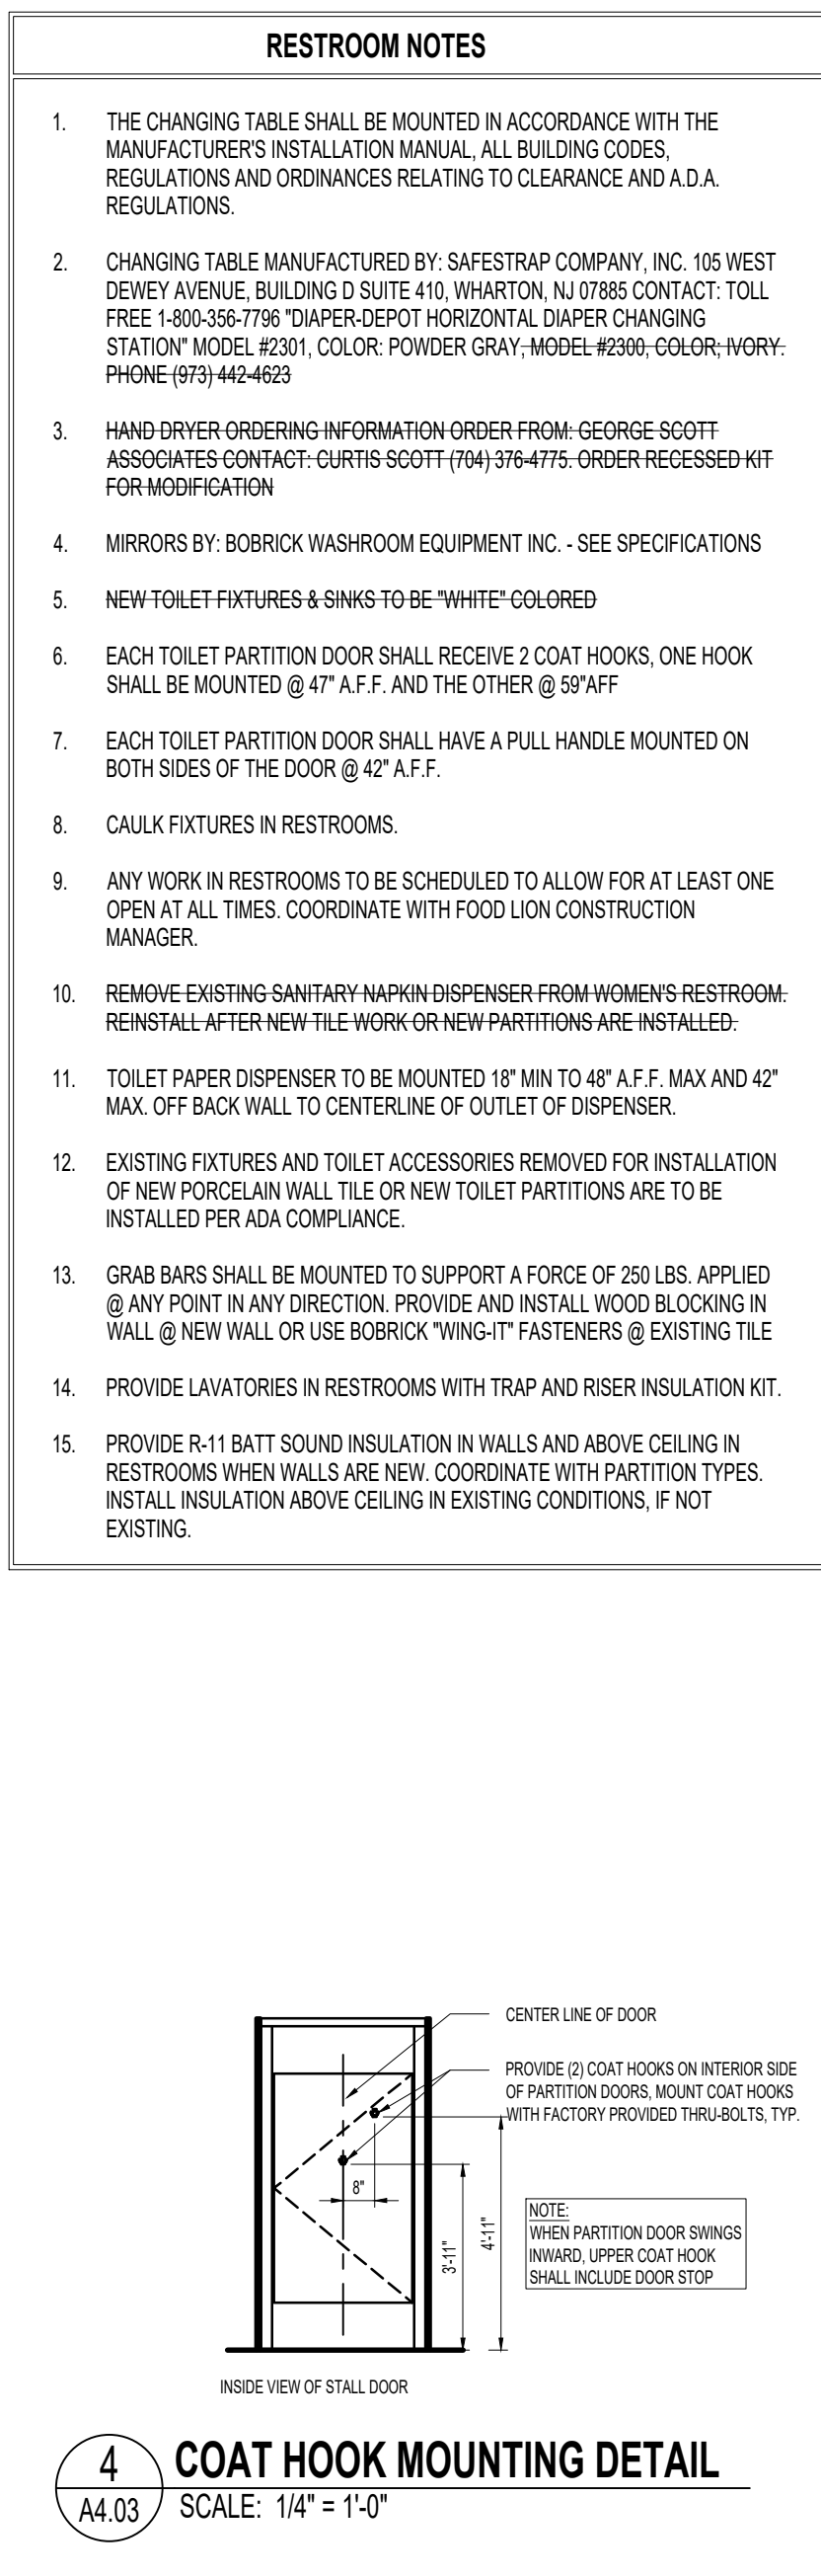 RESTROOM NOTES
1. THE CHANGING TABLE SHALL BE MOUNTED IN ACCORDANCE WITH THE
MANUFACTURER'S INSTALLATION MANUAL, ALL BUILDING CODES,
REGULATIONS AND ORDINANCES RELATING TO CLEARANCE AND A.D.A.
REGULATIONS.
2. CHANGING TABLE MANUFACTURED BY: SAFESTRAP COMPANY, INC. 105 WEST
DEWEY AVENUE, BUILDING D SUITE 410, WHARTON, NJ 07885 CONTACT: TOLL
FREE 1-800-356-7796 "DIAPER-DEPOT HORIZONTAL DIAPER CHANGING
STATION" MODEL #2301, COLOR: POWDER GRAY, MODEL #2300, COLOR; IVORY.
PHONE (973) 442-4623
3. HAND DRYER ORDERING INFORMATION ORDER FROM: GEORGE SCOTT
ASSOCIATES CONTACT: CURTIS SCOTT (704) 376-4775. ORDER RECESSED KIT
FOR MODIFICATION
4. MIRRORS BY: BOBRICK WASHROOM EQUIPMENT INC. - SEE SPECIFICATIONS
5. NEW TOILET FIXTURES & SINKS TO BE "WHITE" COLORED
6. EACH TOILET PARTITION DOOR SHALL RECEIVE 2 COAT HOOKS, ONE HOOK
SHALL BE MOUNTED @ 47" A.F.F. AND THE OTHER @ 59"AFF
7. EACH TOILET PARTITION DOOR SHALL HAVE A PULL HANDLE MOUNTED ON
BOTH SIDES OF THE DOOR @ 42" A.F.F.
8. CAULK FIXTURES IN RESTROOMS.
9. ANY WORK IN RESTROOMS TO BE SCHEDULED TO ALLOW FOR AT LEAST ONE
OPEN AT ALL TIMES. COORDINATE WITH FOOD LION CONSTRUCTION
MANAGER.
10. REMOVE EXISTING SANITARY NAPKIN DISPENSER FROM WOMEN'S RESTROOM.
REINSTALL AFTER NEW TILE WORK OR NEW PARTITIONS ARE INSTALLED.
11. TOILET PAPER DISPENSER TO BE MOUNTED 18" MIN TO 48" A.F.F. MAX AND 42"
MAX. OFF BACK WALL TO CENTERLINE OF OUTLET OF DISPENSER.
12. EXISTING FIXTURES AND TOILET ACCESSORIES REMOVED FOR INSTALLATION
OF NEW PORCELAIN WALL TILE OR NEW TOILET PARTITIONS ARE TO BE
INSTALLED PER ADA COMPLIANCE.
13. GRAB BARS SHALL BE MOUNTED TO SUPPORT A FORCE OF 250 LBS. APPLIED
@ ANY POINT IN ANY DIRECTION. PROVIDE AND INSTALL WOOD BLOCKING IN
WALL @ NEW WALL OR USE BOBRICK "WING-IT" FASTENERS @ EXISTING TILE
14. PROVIDE LAVATORIES IN RESTROOMS WITH TRAP AND RISER INSULATION KIT.
15. PROVIDE R-11 BATT SOUND INSULATION IN WALLS AND ABOVE CEILING IN
RESTROOMS WHEN WALLS ARE NEW. COORDINATE WITH PARTITION TYPES.
INSTALL INSULATION ABOVE CEILING IN EXISTING CONDITIONS, IF NOT
EXISTING.
CENTER LINE OF DOOR
PROVIDE (2) COAT HOOKS ON INTERIOR SIDE
OF PARTITION DOORS, MOUNT COAT HOOKS
WITH FACTORY PROVIDED THRU-BOLTS, TYP.
8"
3'-11"
4'-11"
NOTE:
WHEN PARTITION DOOR SWINGS
INWARD, UPPER COAT HOOK
SHALL INCLUDE DOOR STOP
INSIDE VIEW OF STALL DOOR
4
COAT HOOK MOUNTING DETAIL
A4.03
SCALE: 1/4" = 1'-0"